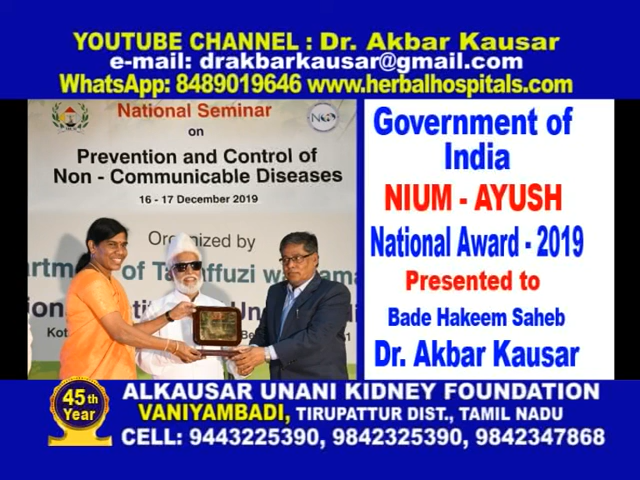 YOUTUBE CHANNEL : Dr. Akbar Kausar
e-mail: drakbarkausar@gmail.com
WhatsApp: 8489019646 www.herbalhospitals.com
National Seminar
on
Prevention and Control of
Non - Communicable Diseases
16 - 17 December 2019
Organized by
Government of
India
NIUM - AYUSH
National Award - 2019
Presented to
Bade Hakeem Saheb
Dr. Akbar Kausar
45th
Year
ALKAUSAR UNANI KIDNEY FOUNDATION
VANIYAMBADI, TIRUPATTUR DIST., TAMIL NADU
CELL: 9443225390, 9842325390, 9842347868